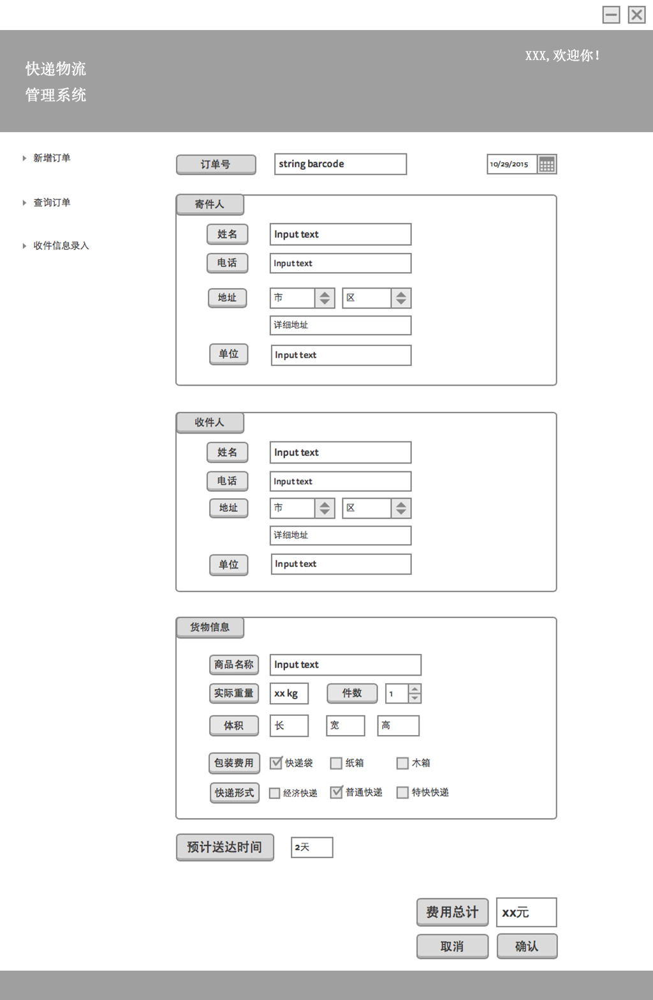 XXX,欢迎你!
快递物流
管理系统
新增订单
查询订单
收件信息录入
订单号 string barcode 10/29/2015
寄件人
姓名 Input text
电话 Input text
地址 市 区
详细地址
单位 Input text
收件人
姓名 Input text
电话 Input text
地址 市 区
详细地址
单位 Input text
货物信息
商品名称 Input text
实际重量 xx kg 件数 1
体积 长 宽 高
包装费用 快递袋 纸箱 木箱
快递形式 经济快递 普通快递 特快快递
预计送达时间 2天
费用总计 xx元
取消 确认